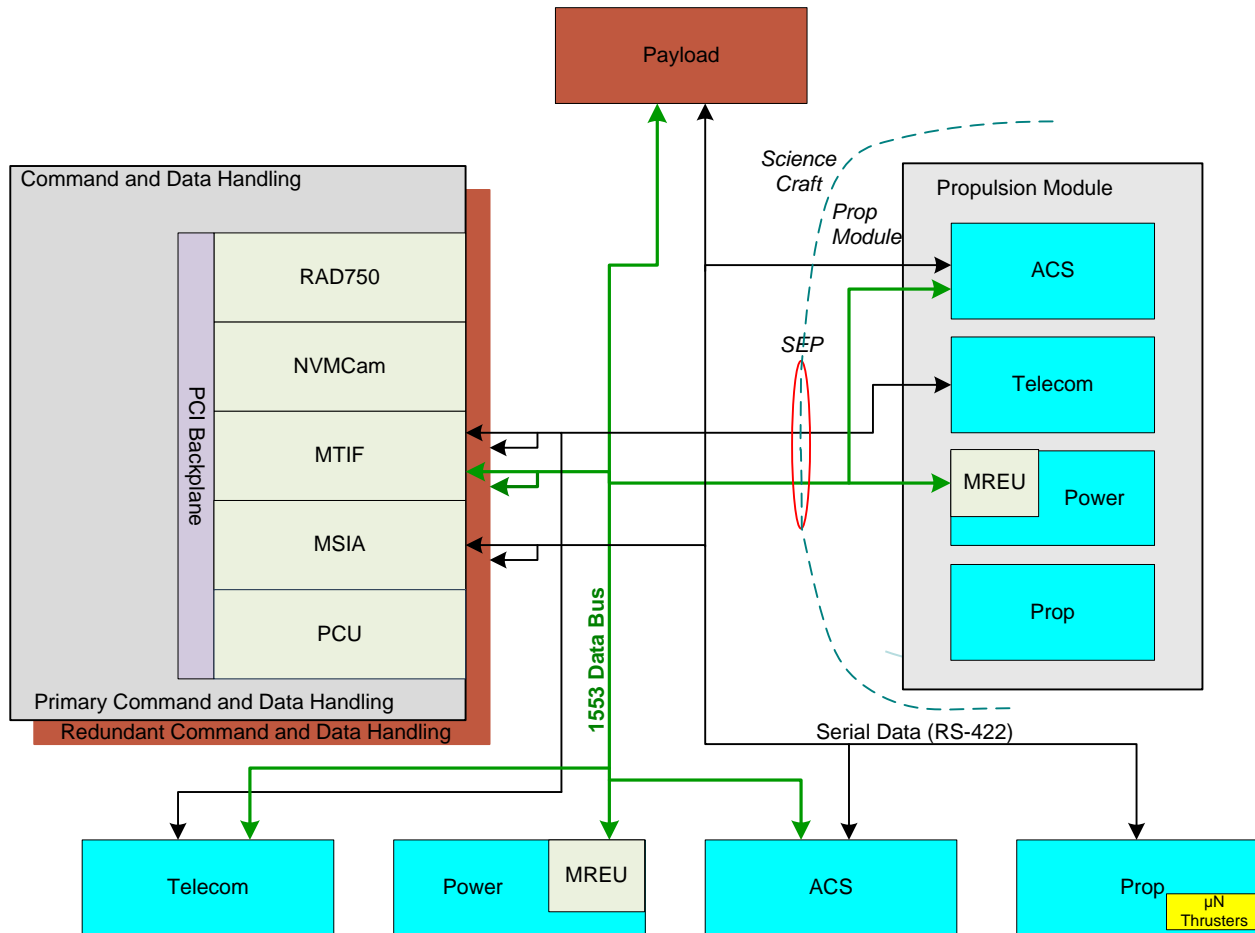 Payload
Command and Data Handling
RAD750
NVMCam
MTIF
MSIA
PCU
PCI Backplane
Primary Command and Data Handling
Redundant Command and Data Handling
Science
Craft
Prop
Module
SEP
Propulsion Module
ACS
Telecom
MREU
Power
Prop
1553 Data Bus
Serial Data (RS-422)
Telecom
Power
MREU
ACS
Prop
µN
Thrusters